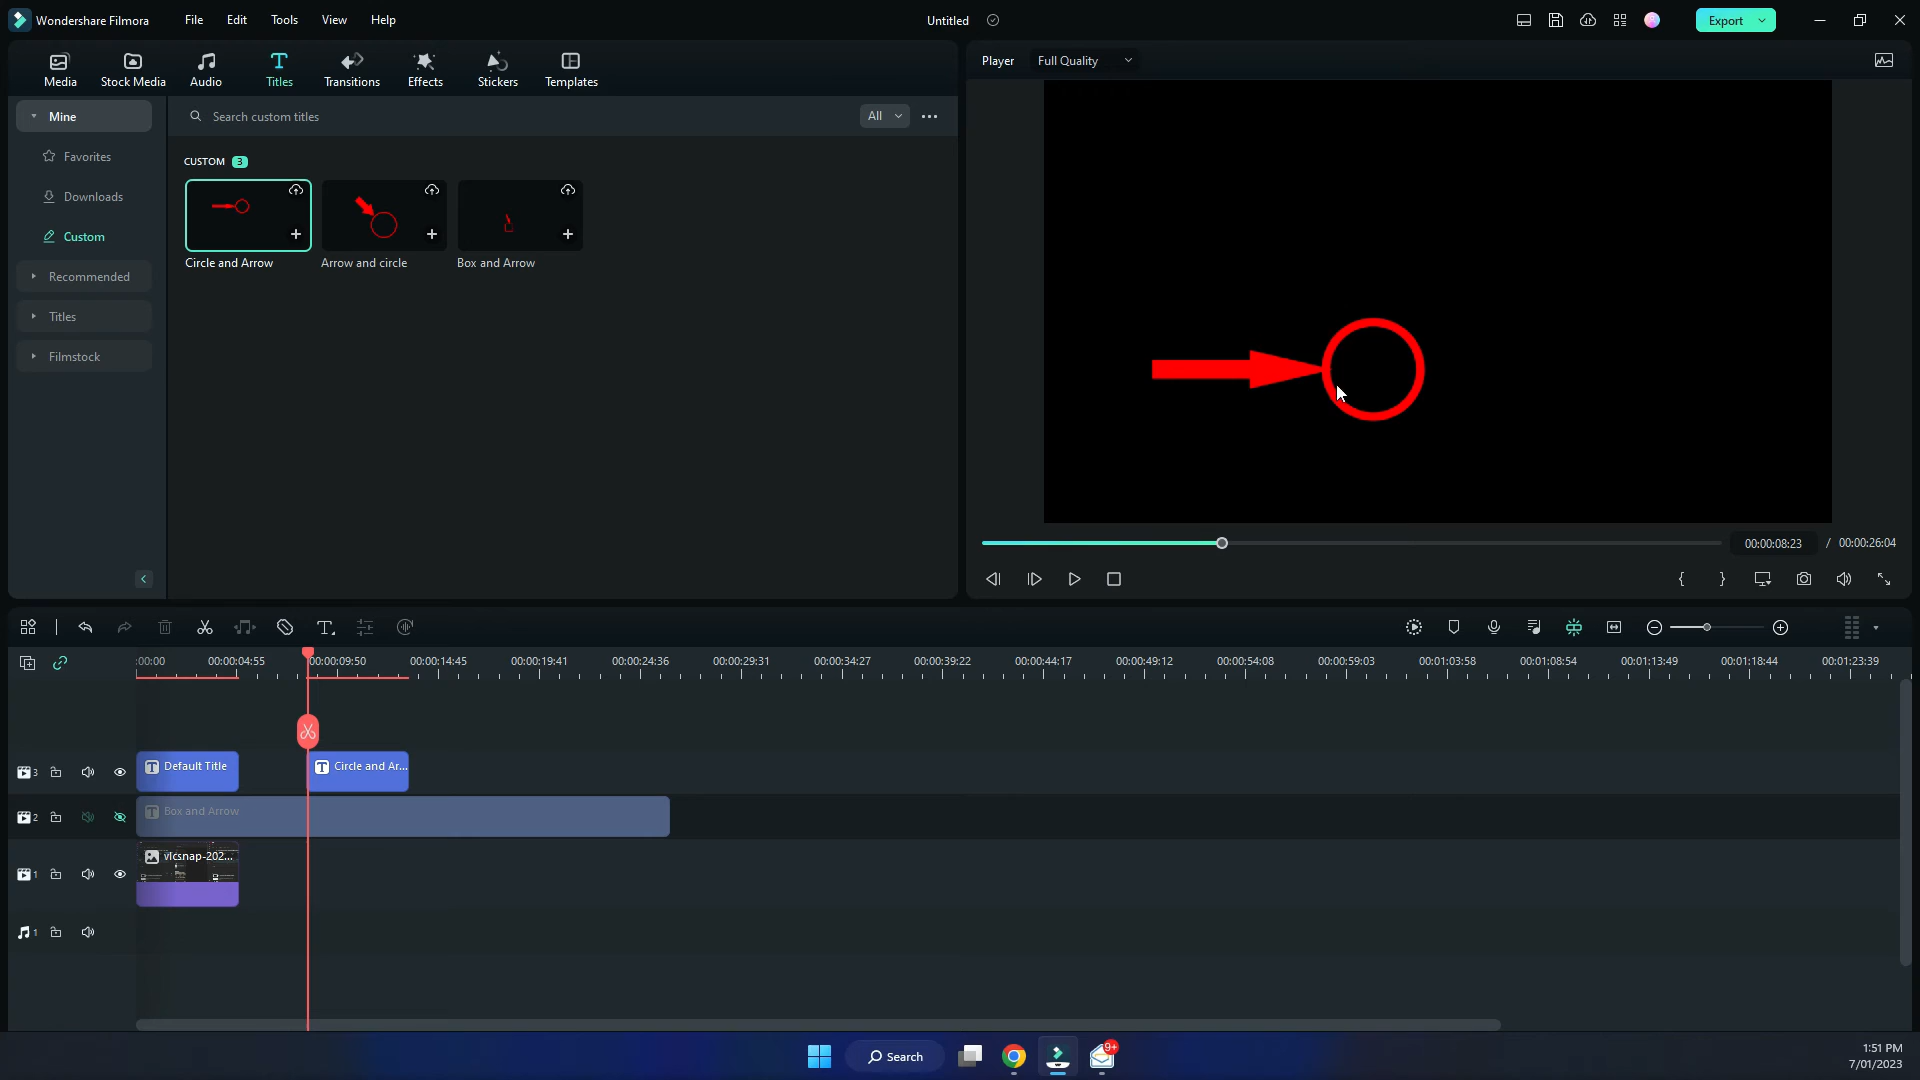 Wondershare Filmora File Edit Tools View Help Untitled Export
Media Stock Media Audio Titles Transitions Effects Stickers Templates
Player Full Quality
Mine
Search custom titles All
Favorites
CUSTOM 3
Downloads
Custom
Circle and Arrow Arrow and circle Box and Arrow
Recommended
Titles
Filmstock
00:00:08:23 / 00:00:26:04
:00:00 00:00:04:55 00:00:09:50 00:00:14:45 00:00:19:41 00:00:24:36 00:00:29:31 00:00:34:27 00:00:39:22 00:00:44:17 00:00:49:12 00:00:54:08 00:00:59:03 00:01:03:58 00:01:08:54 00:01:13:49 00:01:18:44 00:01:23:39
3 Default Title Circle and Ar...
2 Box and Arrow
1 vlcsnap-202...
1
Search 9+
1:51 PM
7/01/2023